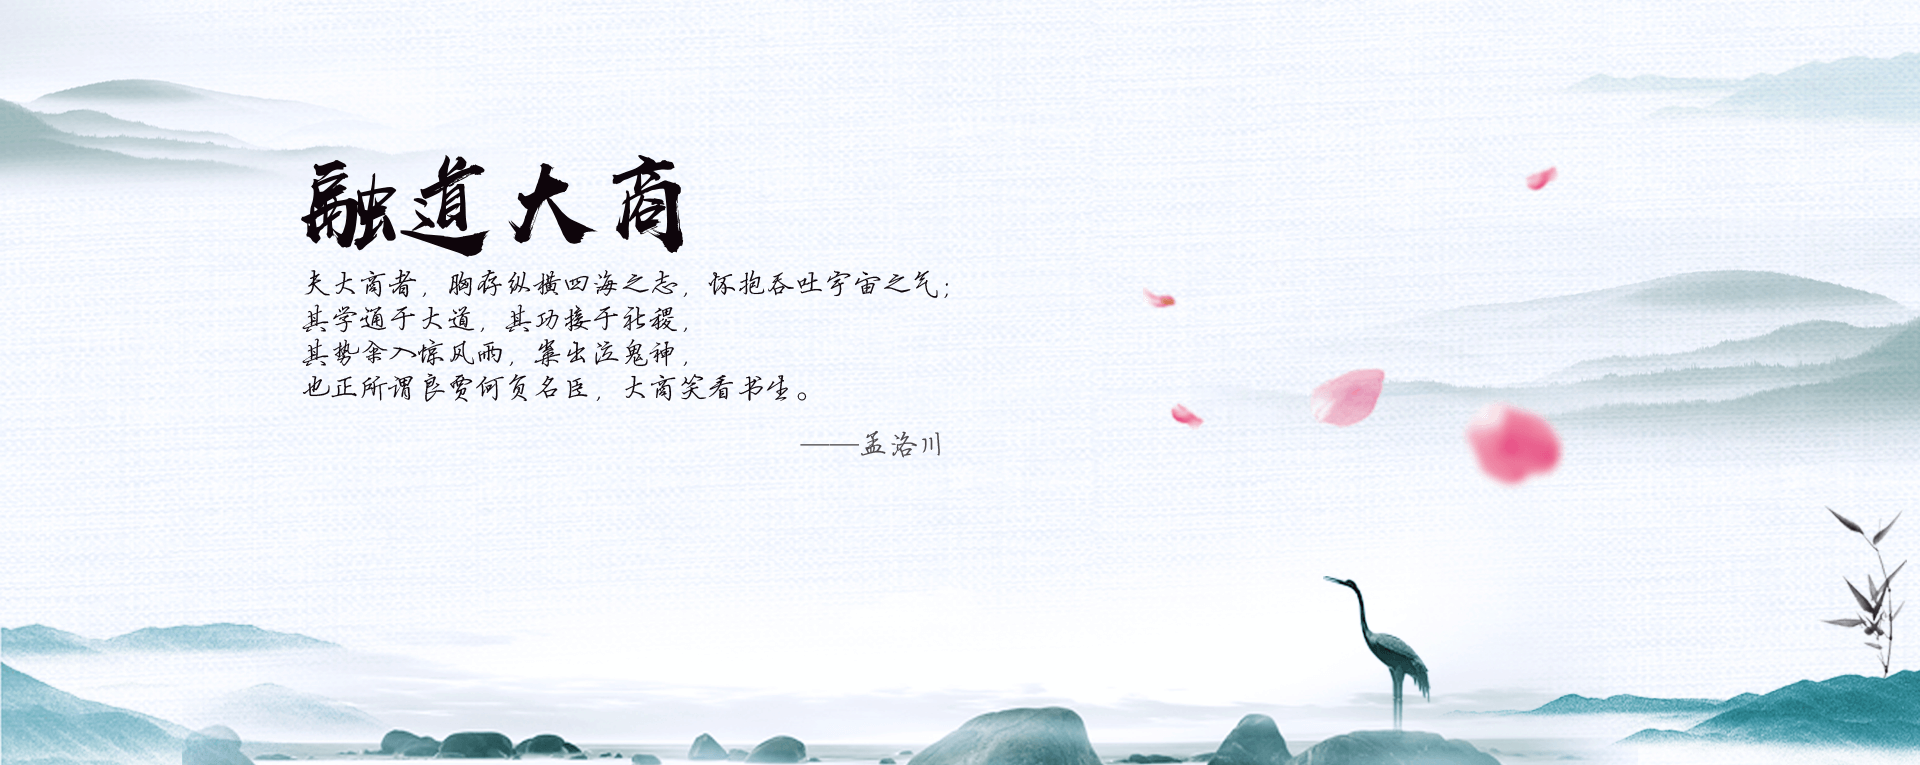 融道大商
夫大商者，胸存纵横四海之志，怀抱吞吐宇宙之气；
其学通于大道，其功接于社稷，
其势余入惊风雨，案出泣鬼神，
也正所谓良贾何负名臣，大商笑看书生。
——孟洛川